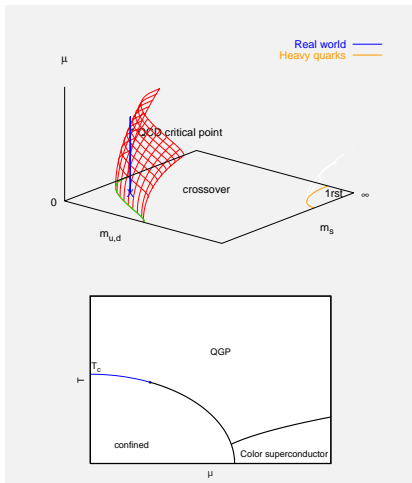 Real world
Heavy quarks
μ
QCD critical point
crossover
1rst
∞
0
m_s
m_u,d
QGP
T_c
T
confined
Color superconductor
μ